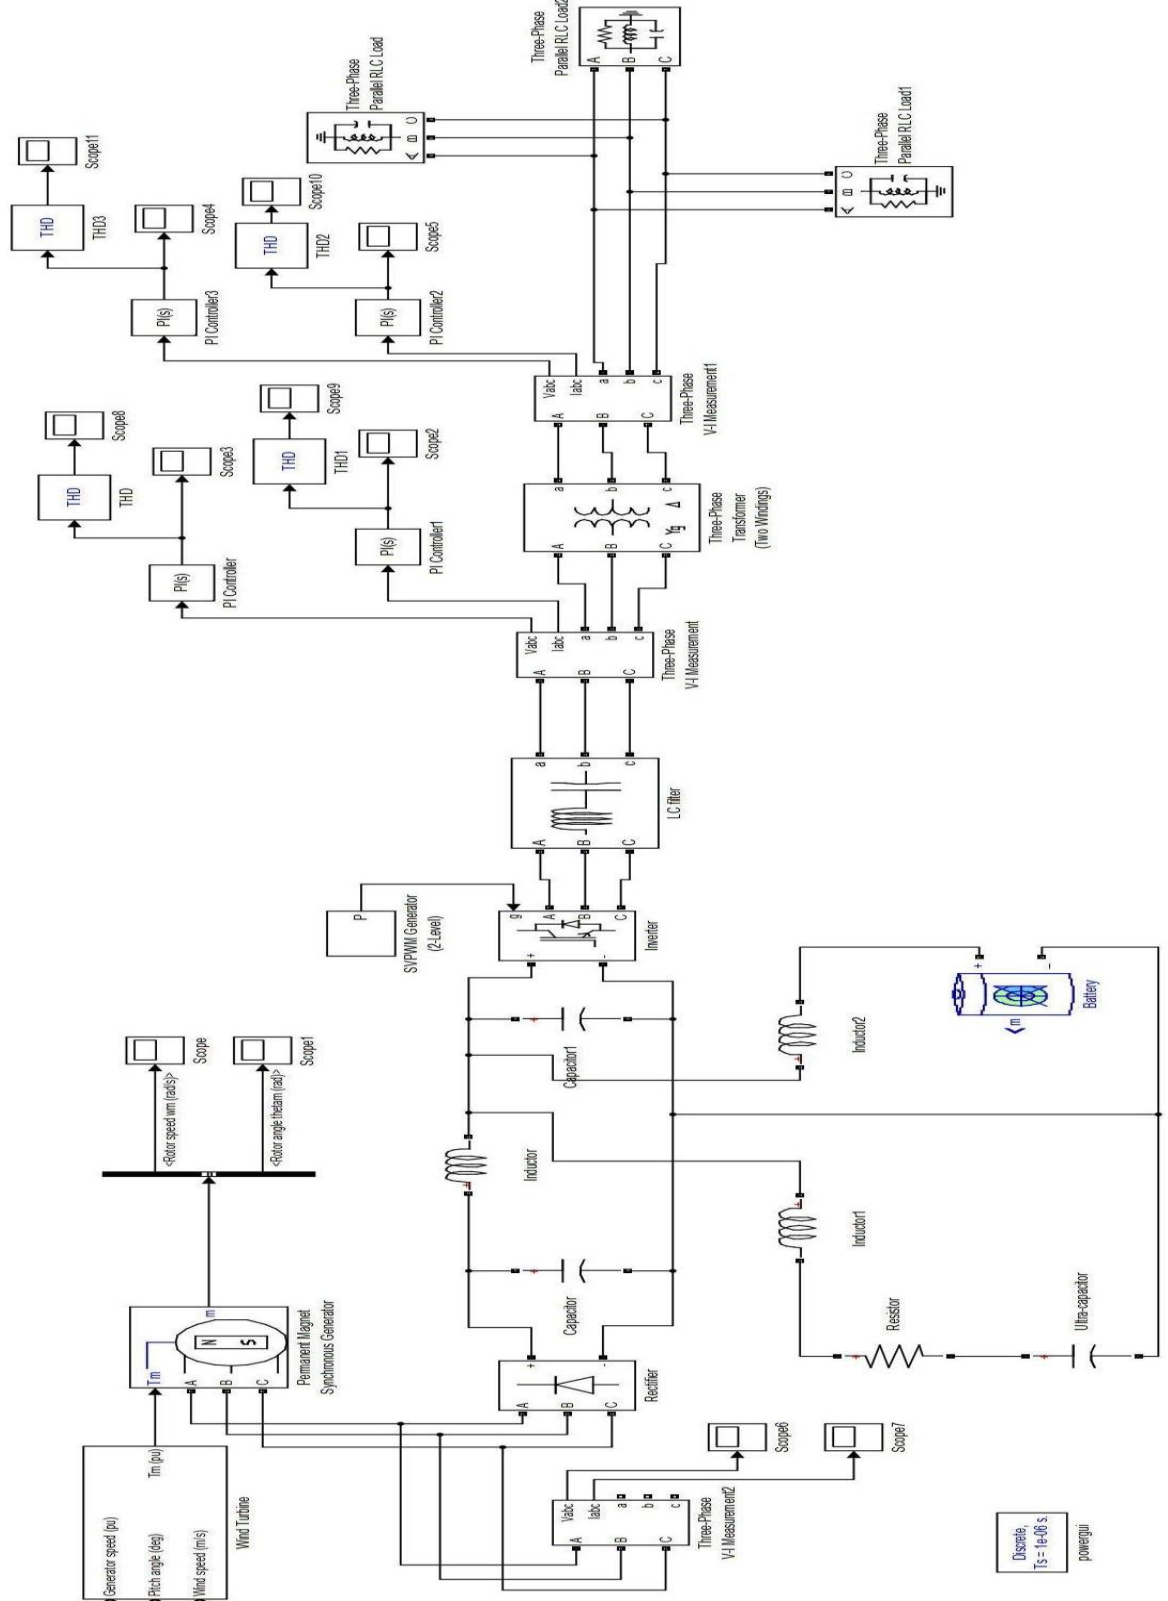 Generator speed (pu)
Pitch angle (deg)
Wind speed (m/s)
Tm (pu)
Wind Turbine
Tm
m
A
B
C
N
S
Permanent Magnet
Synchronous Generator
<Rotor speed wm (rad/s)>
<Rotor angle thetam (rad)>
Scope
Scope1
A
B
C
+
-
Rectifier
A
B
C
Vabc
Iabc
a
b
c
Three-Phase
V-I Measurement2
Scope6
Scope7
Discrete,
Ts = 1e-06 s.
powergui
+
Capacitor
+
Inductor
+
Capacitor1
+
Inductor1
+
Resistor
+
Ultra-capacitor
+
Inductor2
+
-
m
Battery
P
SVPWM Generator
(2-Level)
g
A
B
C
+
-
Inverter
A
B
C
a
b
c
LC filter
A
B
C
Vabc
Iabc
a
b
c
Three-Phase
V-I Measurement
PI(s)
PI Controller
THD
THD
Scope8
Scope3
PI(s)
PI Controller1
THD
THD1
Scope9
Scope2
A
B
C
a
b
c
Yg
Δ
Three-Phase
Transformer
(Two Windings)
A
B
C
Vabc
Iabc
a
b
c
Three-Phase
V-I Measurement1
PI(s)
PI Controller3
THD
THD3
Scope11
Scope4
PI(s)
PI Controller2
THD
THD2
Scope10
Scope5
A
B
C
Three-Phase
Parallel RLC Load
A
B
C
Three-Phase
Parallel RLC Load2
A
B
C
Three-Phase
Parallel RLC Load1